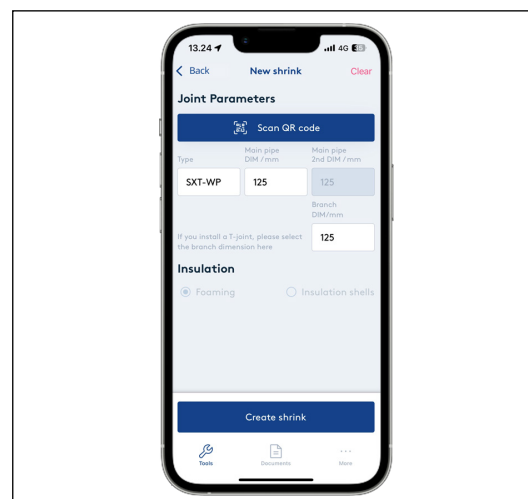 13.24
4G
Back New shrink Clear
Joint Parameters
Scan QR code
Type
Main pipe
DIM /mm
Main pipe
2nd DIM /mm
SXT-WP 125 125
Branch
DIM/mm
If you install a T-joint, please select
the branch dimension here
125
Insulation
Foaming Insulation shells
Create shrink
Tools Documents More